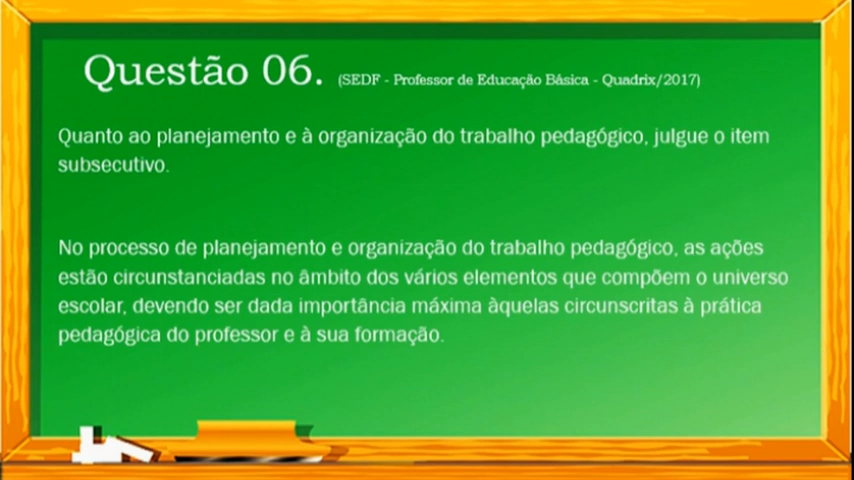 Questão 06. (SEDF - Professor de Educação Básica - Quadrix/2017)
Quanto ao planejamento e à organização do trabalho pedagógico, julgue o item
subsecutivo.
No processo de planejamento e organização do trabalho pedagógico, as ações
estão circunstanciadas no âmbito dos vários elementos que compõem o universo
escolar, devendo ser dada importância máxima àquelas circunscritas à prática
pedagógica do professor e à sua formação.